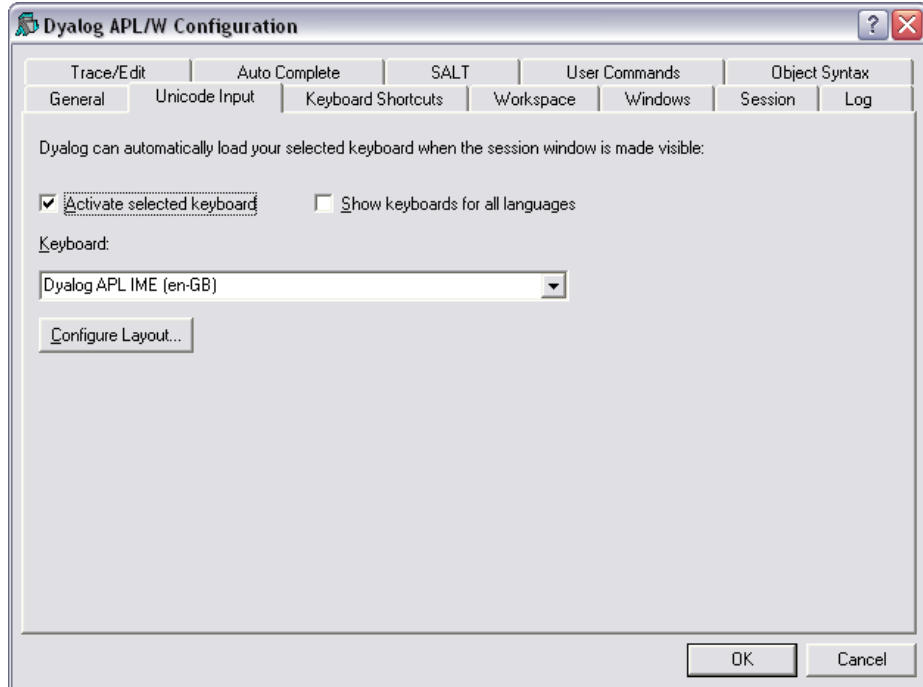 Dyalog APL/W Configuration
Trace/Edit Auto Complete SALT User Commands Object Syntax
General Unicode Input Keyboard Shortcuts Workspace Windows Session Log
Dyalog can automatically load your selected keyboard when the session window is made visible:
Activate selected keyboard Show keyboards for all languages
Keyboard:
Dyalog APL IME (en-GB)
Configure Layout...
OK Cancel